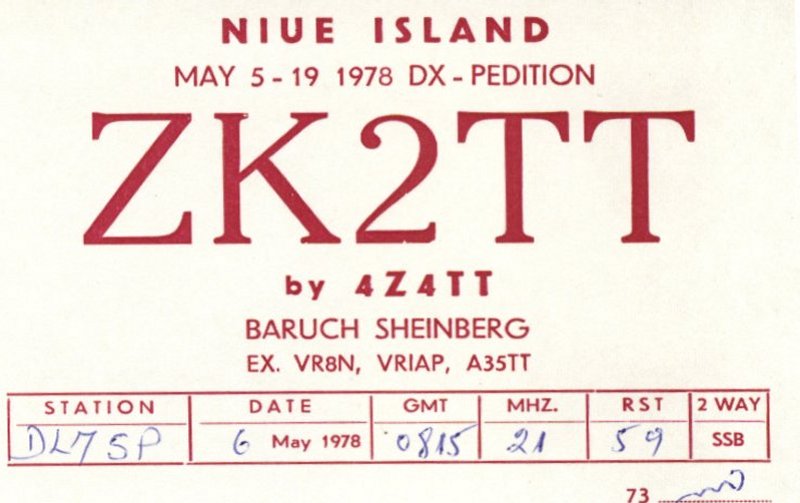 NIUE ISLAND
MAY 5-19 1978 DX-PEDITION
ZK2TT
by 4Z4TT
BARUCH SHEINBERG
EX. VR8N, VRIAP, A35TT
STATION DATE GMT MHZ. RST 2 WAY
DL7SP 6 May 1978 0815 21 59 SSB
73